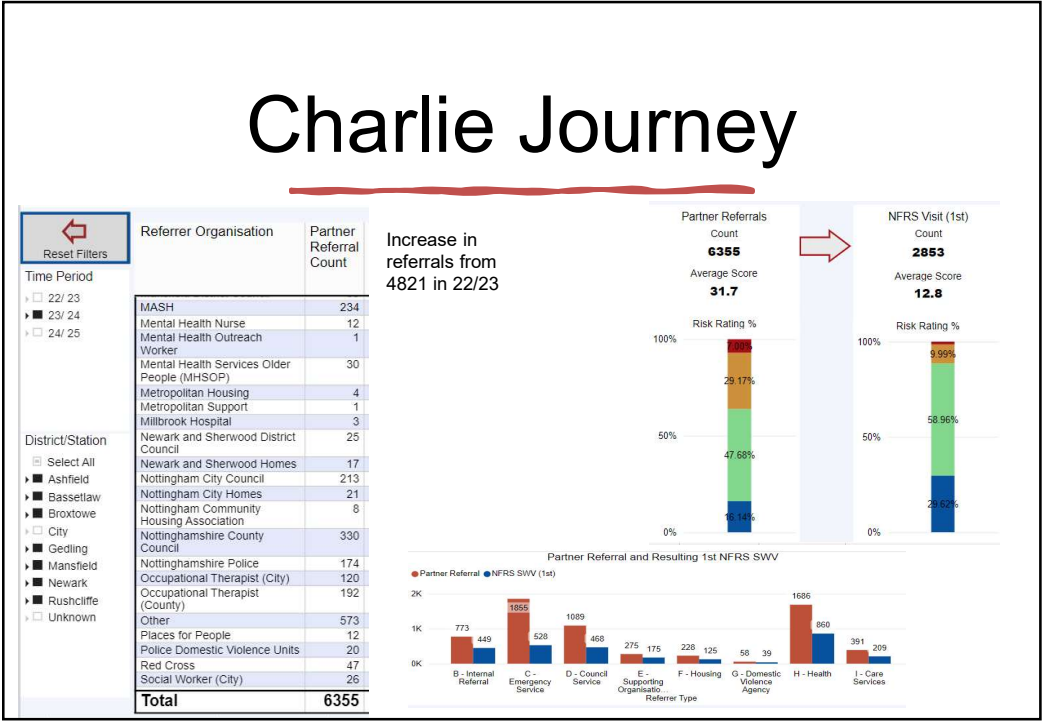 Charlie Journey
Reset Filters
Time Period
22/ 23
23/ 24
24/ 25
District/Station
Select All
Ashfield
Bassetlaw
Broxtowe
City
Gedling
Mansfield
Newark
Rushcliffe
Unknown
Referrer Organisation Partner
Referral
Count
MASH 234
Mental Health Nurse 12
Mental Health Outreach 1
Worker
Mental Health Services Older 30
People (MHSOP)
Metropolitan Housing 4
Metropolitan Support 1
Millbrook Hospital 3
Newark and Sherwood District 25
Council
Newark and Sherwood Homes 17
Nottingham City Council 213
Nottingham City Homes 21
Nottingham Community 8
Housing Association
Nottinghamshire County 330
Council
Nottinghamshire Police 174
Occupational Therapist (City) 120
Occupational Therapist 192
(County)
Other 573
Places for People 12
Police Domestic Violence Units 20
Red Cross 47
Social Worker (City) 26
Total 6355
Increase in
referrals from
4821 in 22/23
Partner Referrals
Count
6355
Average Score
31.7
Risk Rating %
100%
7.00%
29.17%
50%
47.68%
16.14%
0%
NFRS Visit (1st)
Count
2853
Average Score
12.8
Risk Rating %
100%
9.99%
58.96%
50%
29.62%
0%
Partner Referral and Resulting 1st NFRS SWV
Partner Referral NFRS SWV (1st)
2K
1K
0K
773 449
1855 528
1089 468
275 175
228 125
58 39
1686 860
391 209
B - Internal
Referral
C -
Emergency
Service
D - Council
Service
E -
Supporting
Organisatio...
F - Housing
G - Domestic
Violence
Agency
H - Health
I - Care
Services
Referrer Type